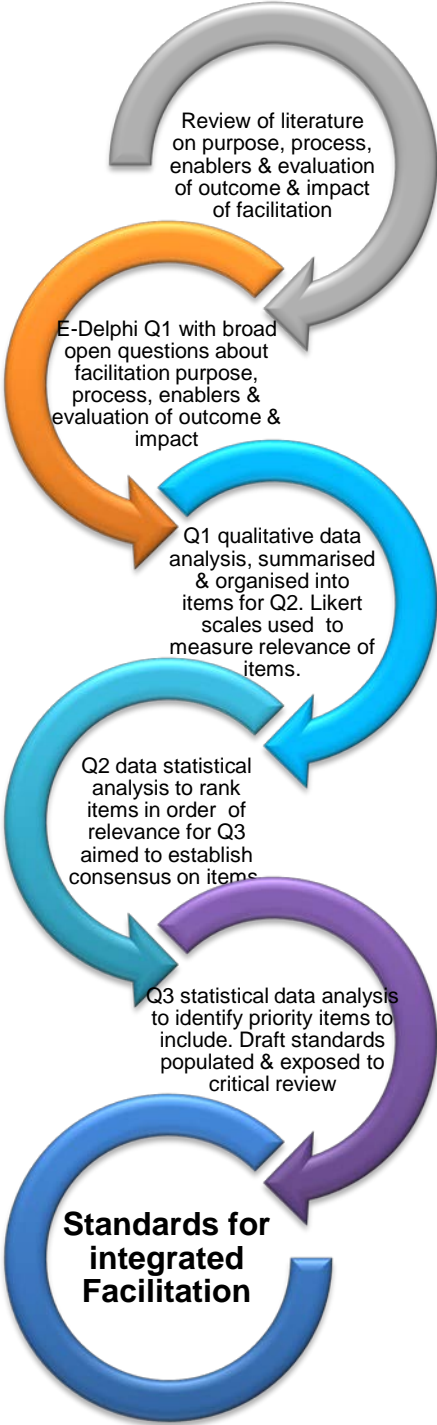 Review of literature
on purpose, process,
enablers & evaluation
of outcome & impact
of facilitation
E-Delphi Q1 with broad
open questions about
facilitation purpose,
process, enablers &
evaluation of outcome &
impact
Q1 qualitative data
analysis, summarised
& organised into
items for Q2. Likert
scales used to
measure relevance of
items.
Q2 data statistical
analysis to rank
items in order of
relevance for Q3
aimed to establish
consensus on items
Q3 statistical data analysis
to identify priority items to
include. Draft standards
populated & exposed to
critical review
Standards for
integrated
Facilitation